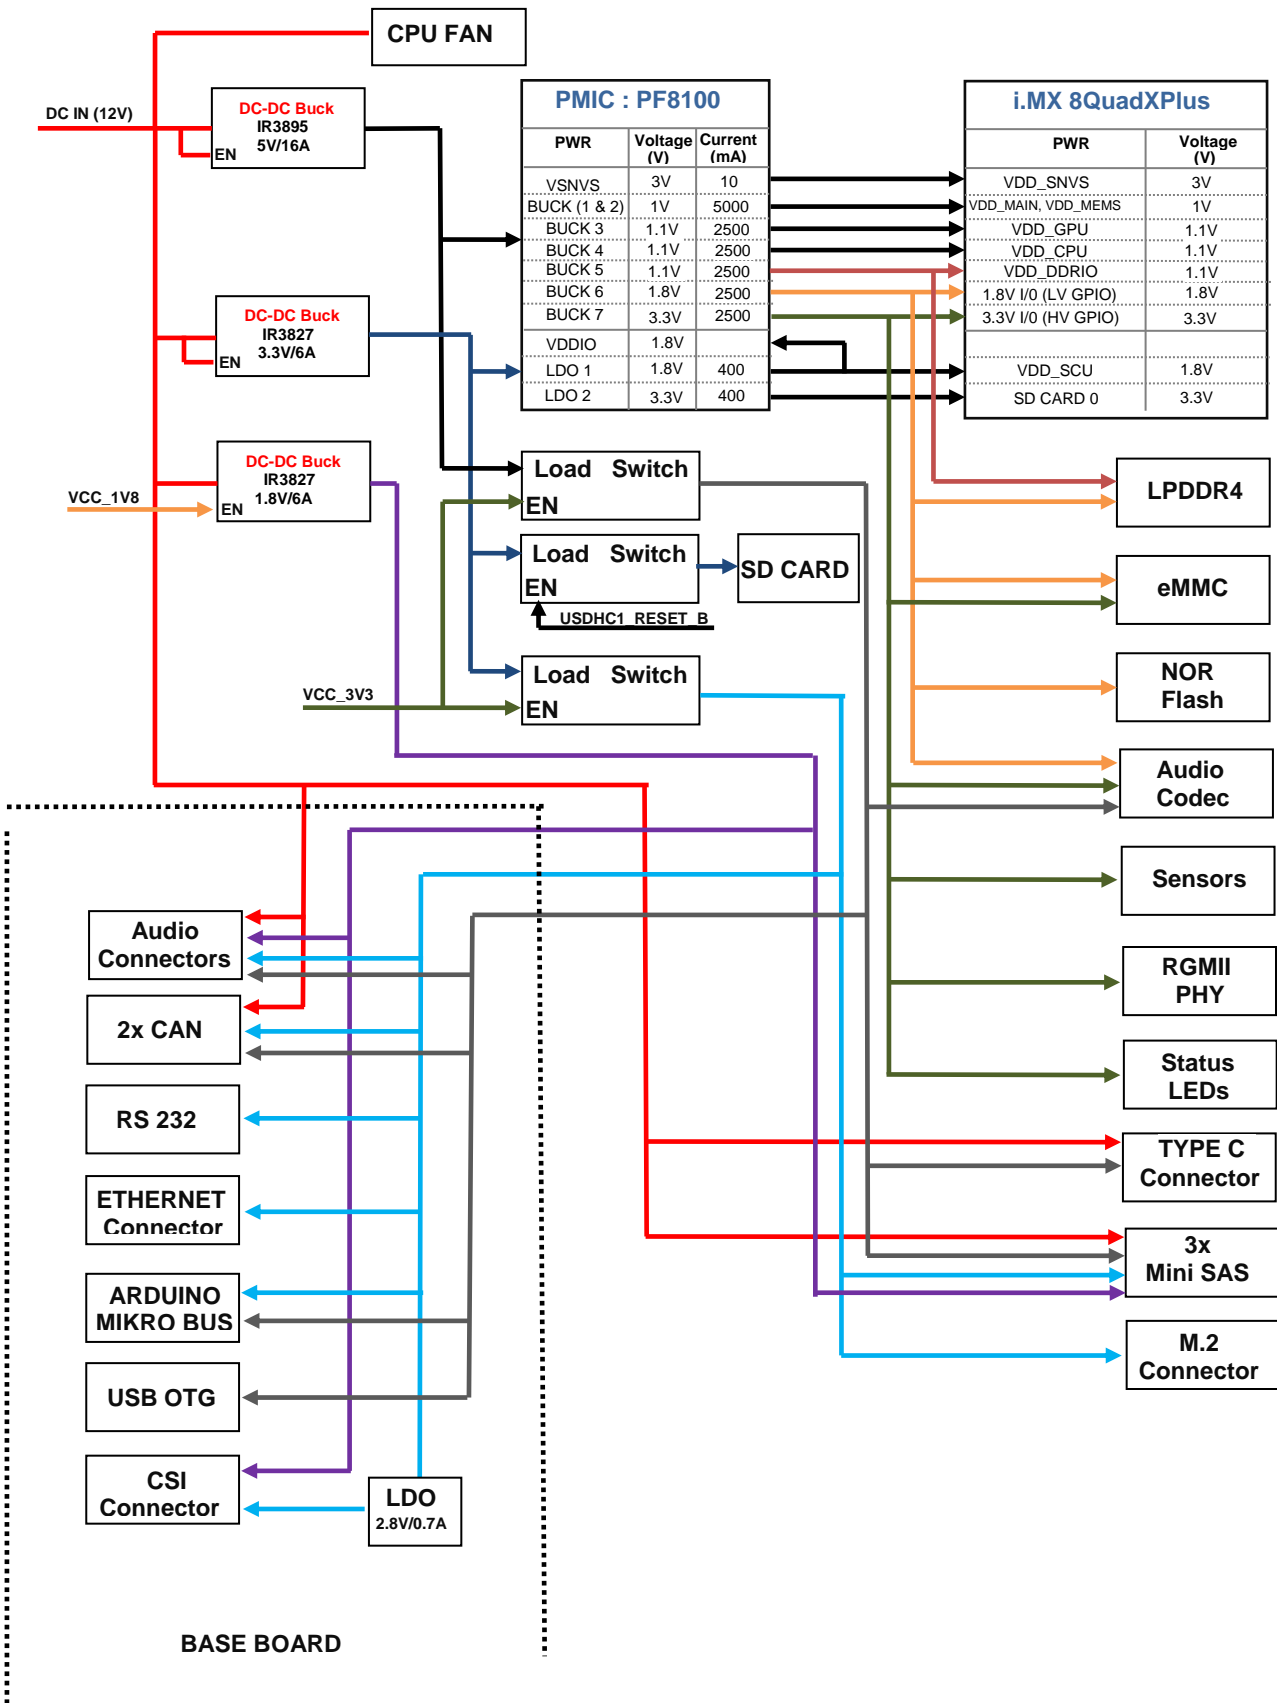 CPU FAN
DC IN (12V)
DC-DC Buck
IR3895
5V/16A
EN
PMIC : PF8100
PWR Voltage (V) Current (mA)
VSNVS 3V 10
BUCK (1 & 2) 1V 5000
BUCK 3 1.1V 2500
BUCK 4 1.1V 2500
BUCK 5 1.1V 2500
BUCK 6 1.8V 2500
BUCK 7 3.3V 2500
VDDIO 1.8V
LDO 1 1.8V 400
LDO 2 3.3V 400
i.MX 8QuadXPlus
PWR Voltage (V)
VDD_SNVS 3V
VDD_MAIN, VDD_MEMS 1V
VDD_GPU 1.1V
VDD_CPU 1.1V
VDD_DDRIO 1.1V
1.8V I/0 (LV GPIO) 1.8V
3.3V I/0 (HV GPIO) 3.3V
VDD_SCU 1.8V
SD CARD 0 3.3V
DC-DC Buck
IR3827
3.3V/6A
EN
DC-DC Buck
IR3827
1.8V/6A
EN
VCC_1V8
Load Switch
EN
Load Switch
EN
SD CARD
USDHC1_RESET_B
Load Switch
EN
VCC_3V3
LPDDR4
eMMC
NOR
Flash
Audio
Codec
Sensors
RGMII
PHY
Status
LEDs
TYPE C
Connector
3x
Mini SAS
M.2
Connector
Audio
Connectors
2x CAN
RS 232
ETHERNET
Connector
ARDUINO
MIKRO BUS
USB OTG
CSI
Connector
LDO
2.8V/0.7A
BASE BOARD